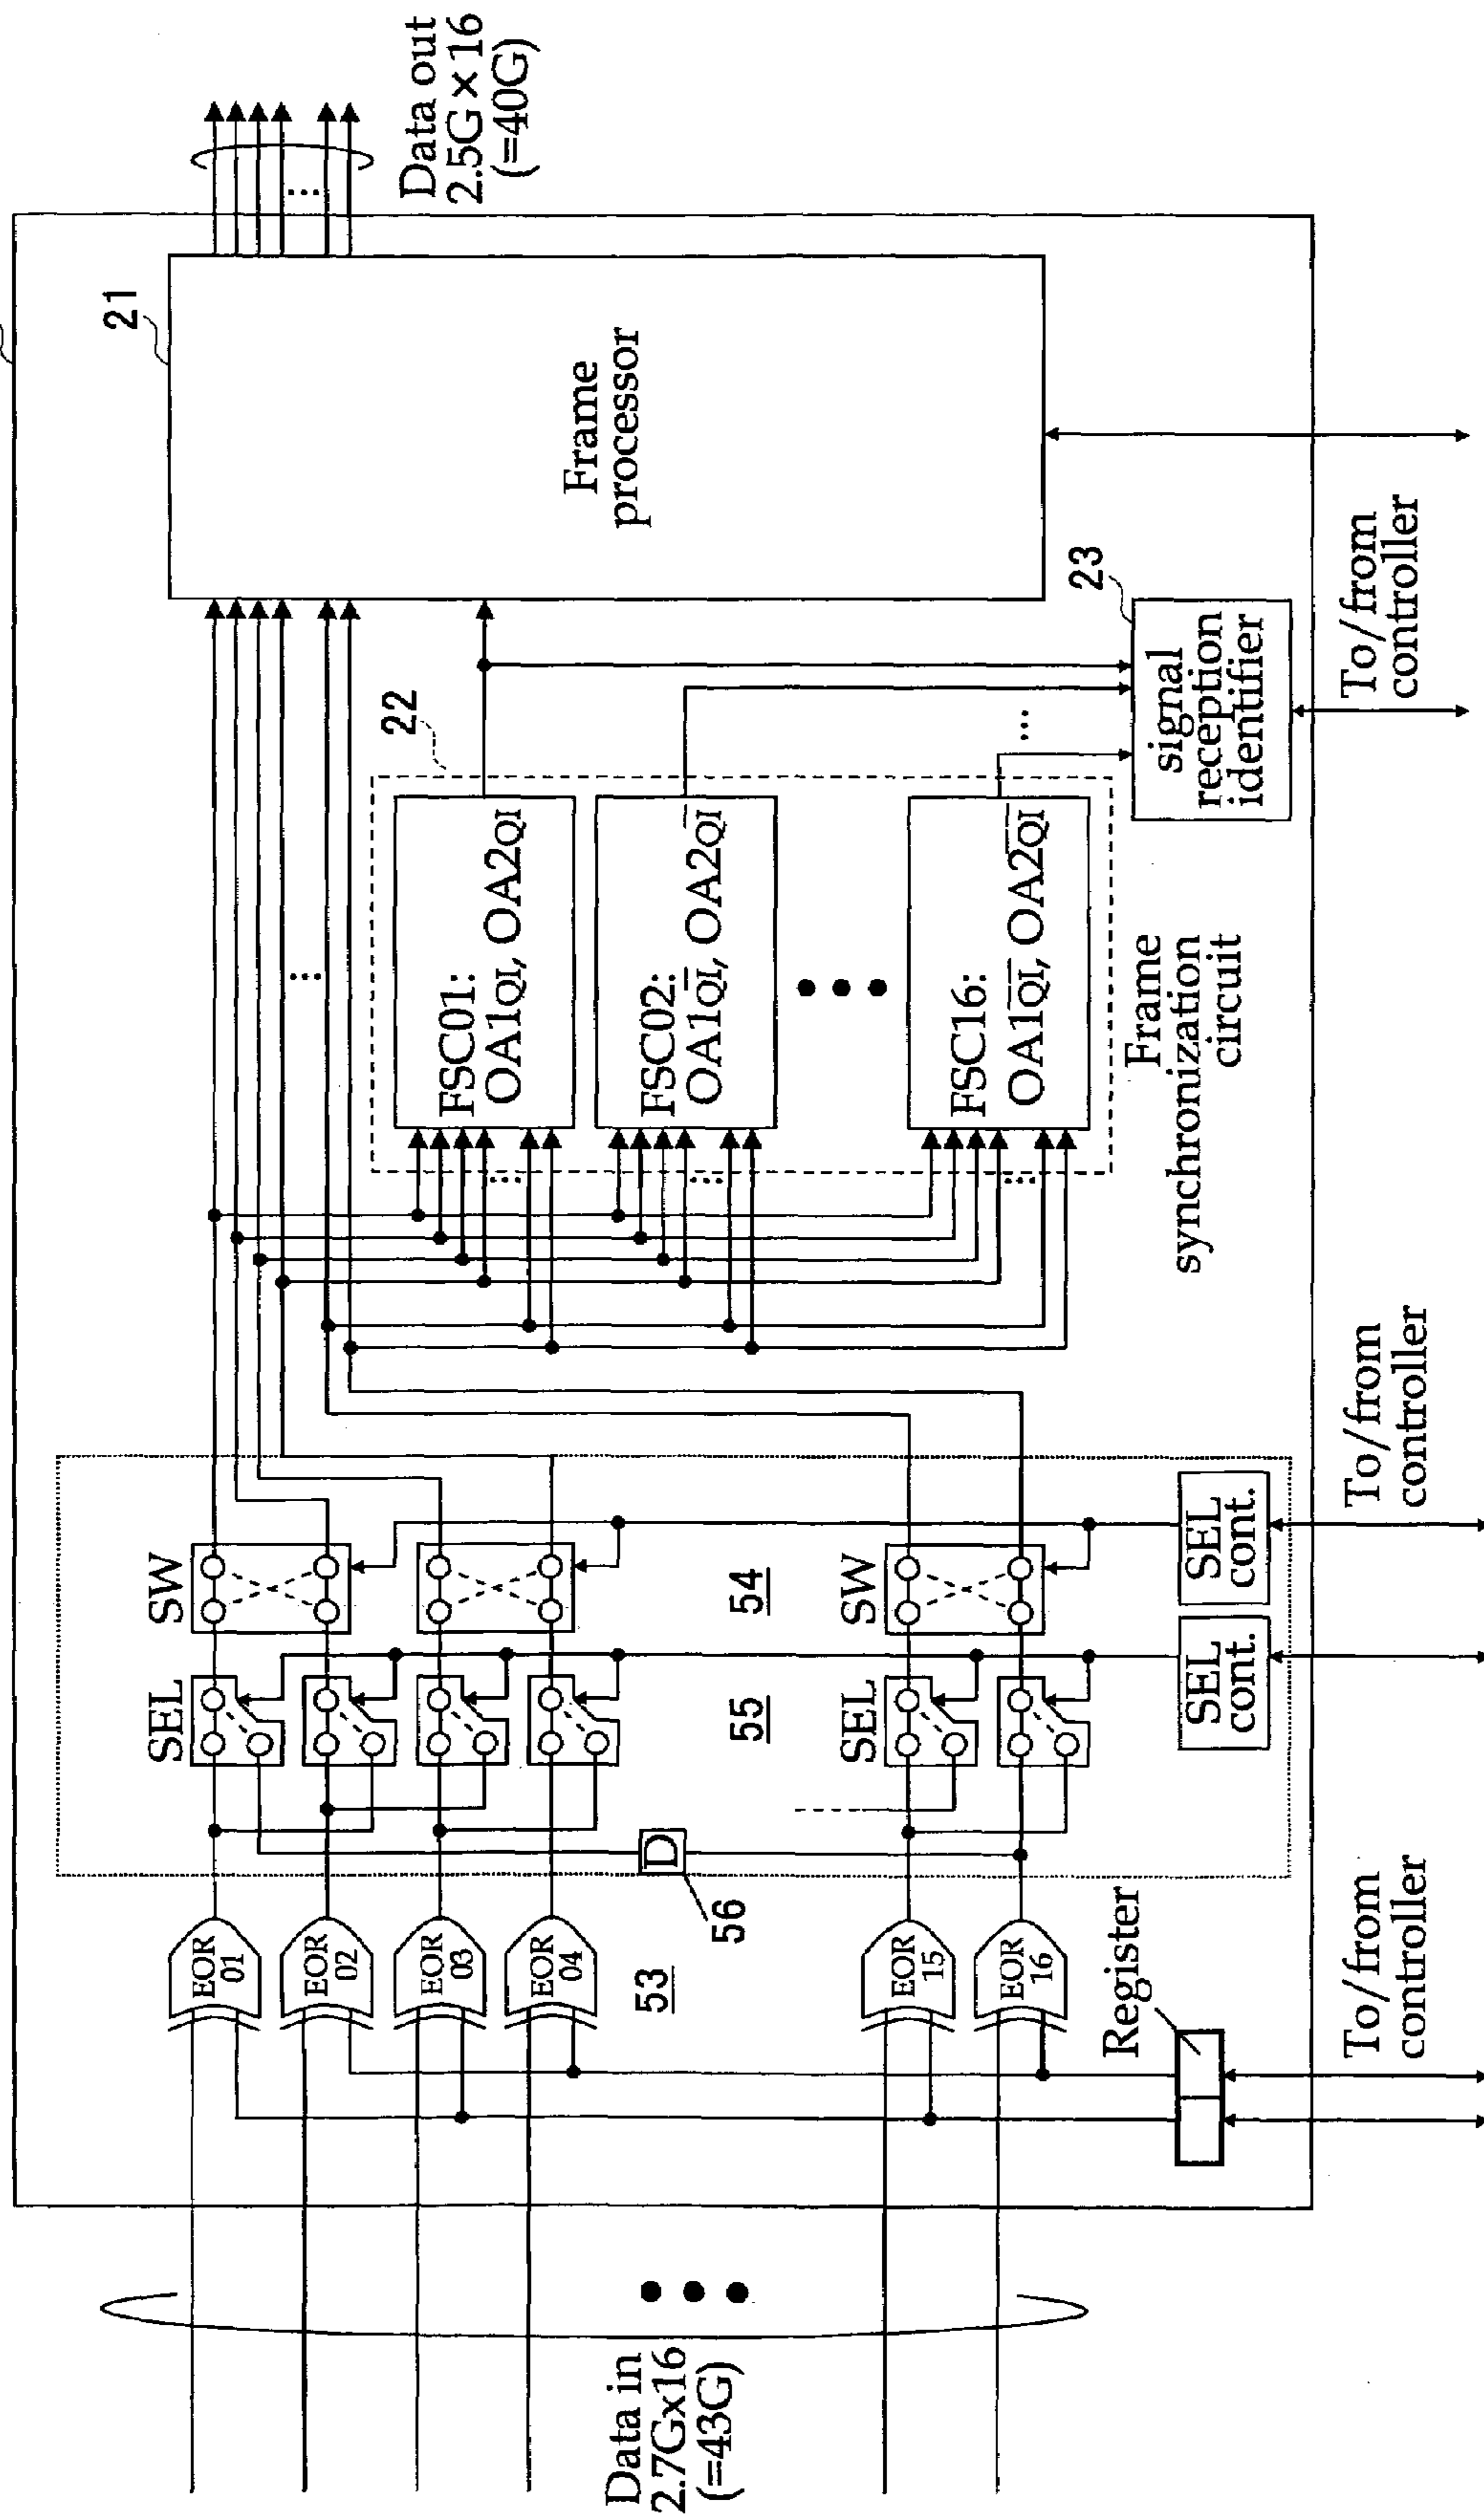 Data in
2.7Gx16
(=43G)
EOR
01
EOR
02
EOR
03
EOR
04
53
EOR
15
EOR
16
Register
To/from
controller
56
D
SEL
SW
55
54
SEL
SW
SEL
cont.
SEL
cont.
To/from
controller
22
FSC01:
OA1QI, OA2QI
FSC02:
OA1QI̅, OA2QI̅
FSC16:
OA1Q̅I̅, OA2Q̅I̅
Frame
synchronization
circuit
23
signal
reception
identifier
To/from
controller
21
Frame
processor
Data out
2.5G × 16
(=40G)